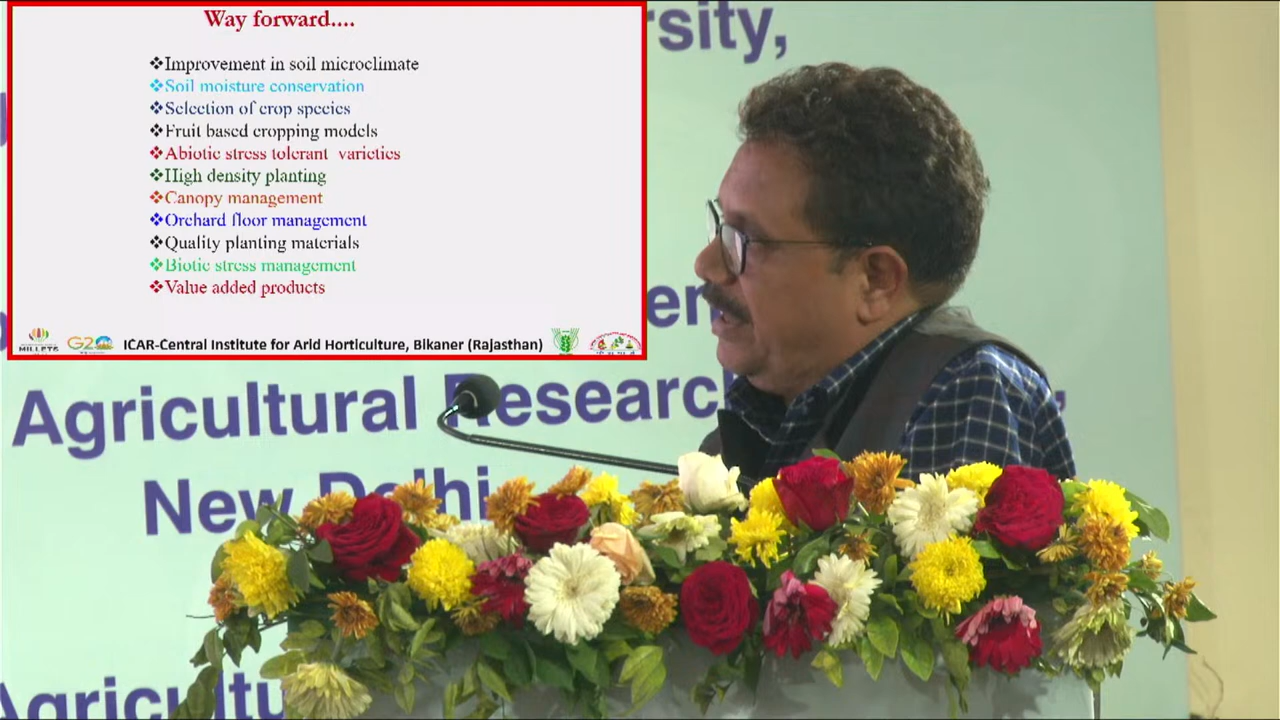 Way forward....
❖Improvement in soil microclimate
❖Soil moisture conservation
❖Selection of crop species
❖Fruit based cropping models
❖Abiotic stress tolerant varieties
❖High density planting
❖Canopy management
❖Orchard floor management
❖Quality planting materials
❖Biotic stress management
❖Value added products
MILLETS
G20
ICAR-Central Institute for Arid Horticulture, Bikaner (Rajasthan)
Agricultural Research
New Delhi